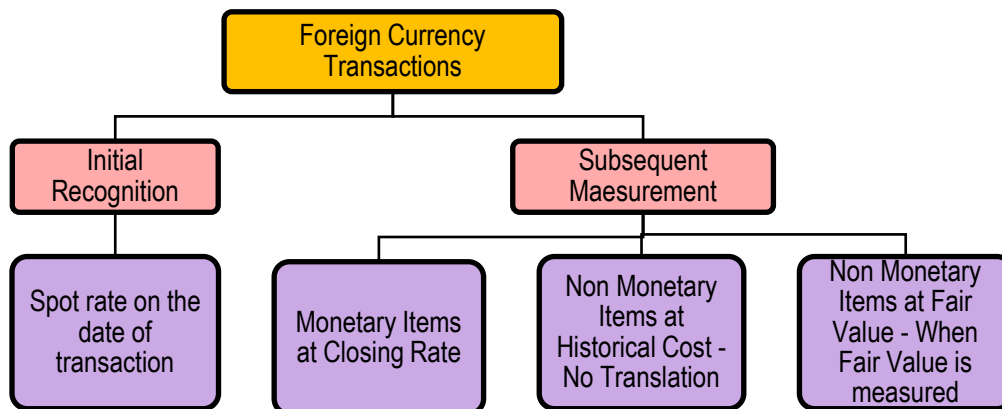 Foreign Currency
Transactions
Initial
Recognition
Subsequent
Maesurement
Spot rate on the
date of
transaction
Monetary Items
at Closing Rate
Non Monetary
Items at
Historical Cost -
No Translation
Non Monetary
Items at Fair
Value - When
Fair Value is
measured